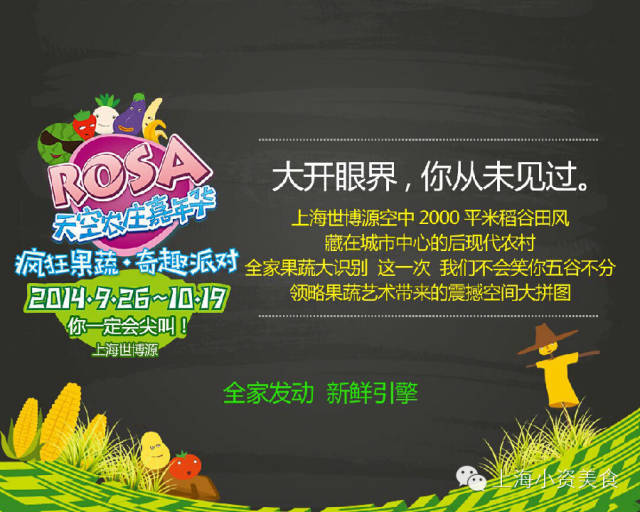 ROSA
天空农庄嘉年华
疯狂果蔬·奇趣派对
2014·9·26~10·19
你一定会尖叫！
上海世博源
大开眼界，你从未见过。
上海世博源空中 2000 平米稻谷田风
藏在城市中心的后现代农村
全家果蔬大识别 这一次 我们不会笑你五谷不分
领略果蔬艺术带来的震撼空间大拼图
全家发动 新鲜引擎
上海小资美食